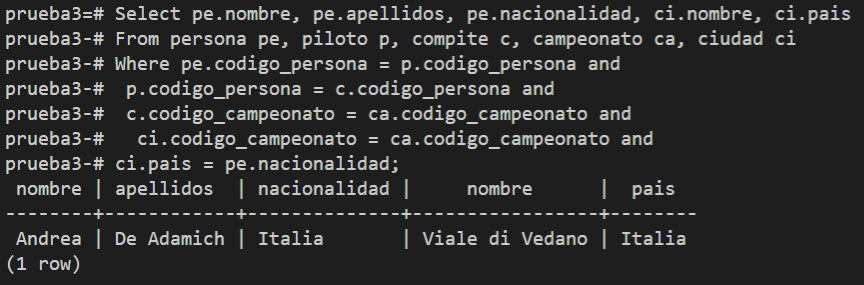 prueba3=# Select pe.nombre, pe.apellidos, pe.nacionalidad, ci.nombre, ci.pais
prueba3-# From persona pe, piloto p, compite c, campeonato ca, ciudad ci
prueba3-# Where pe.codigo_persona = p.codigo_persona and
prueba3-#  p.codigo_persona = c.codigo_persona and
prueba3-#  c.codigo_campeonato = ca.codigo_campeonato and
prueba3-#   ci.codigo_campeonato = ca.codigo_campeonato and
prueba3-# ci.pais = pe.nacionalidad;
 nombre | apellidos  | nacionalidad |     nombre      |  pais
--------+------------+--------------+-----------------+--------
 Andrea | De Adamich | Italia       | Viale di Vedano | Italia
(1 row)